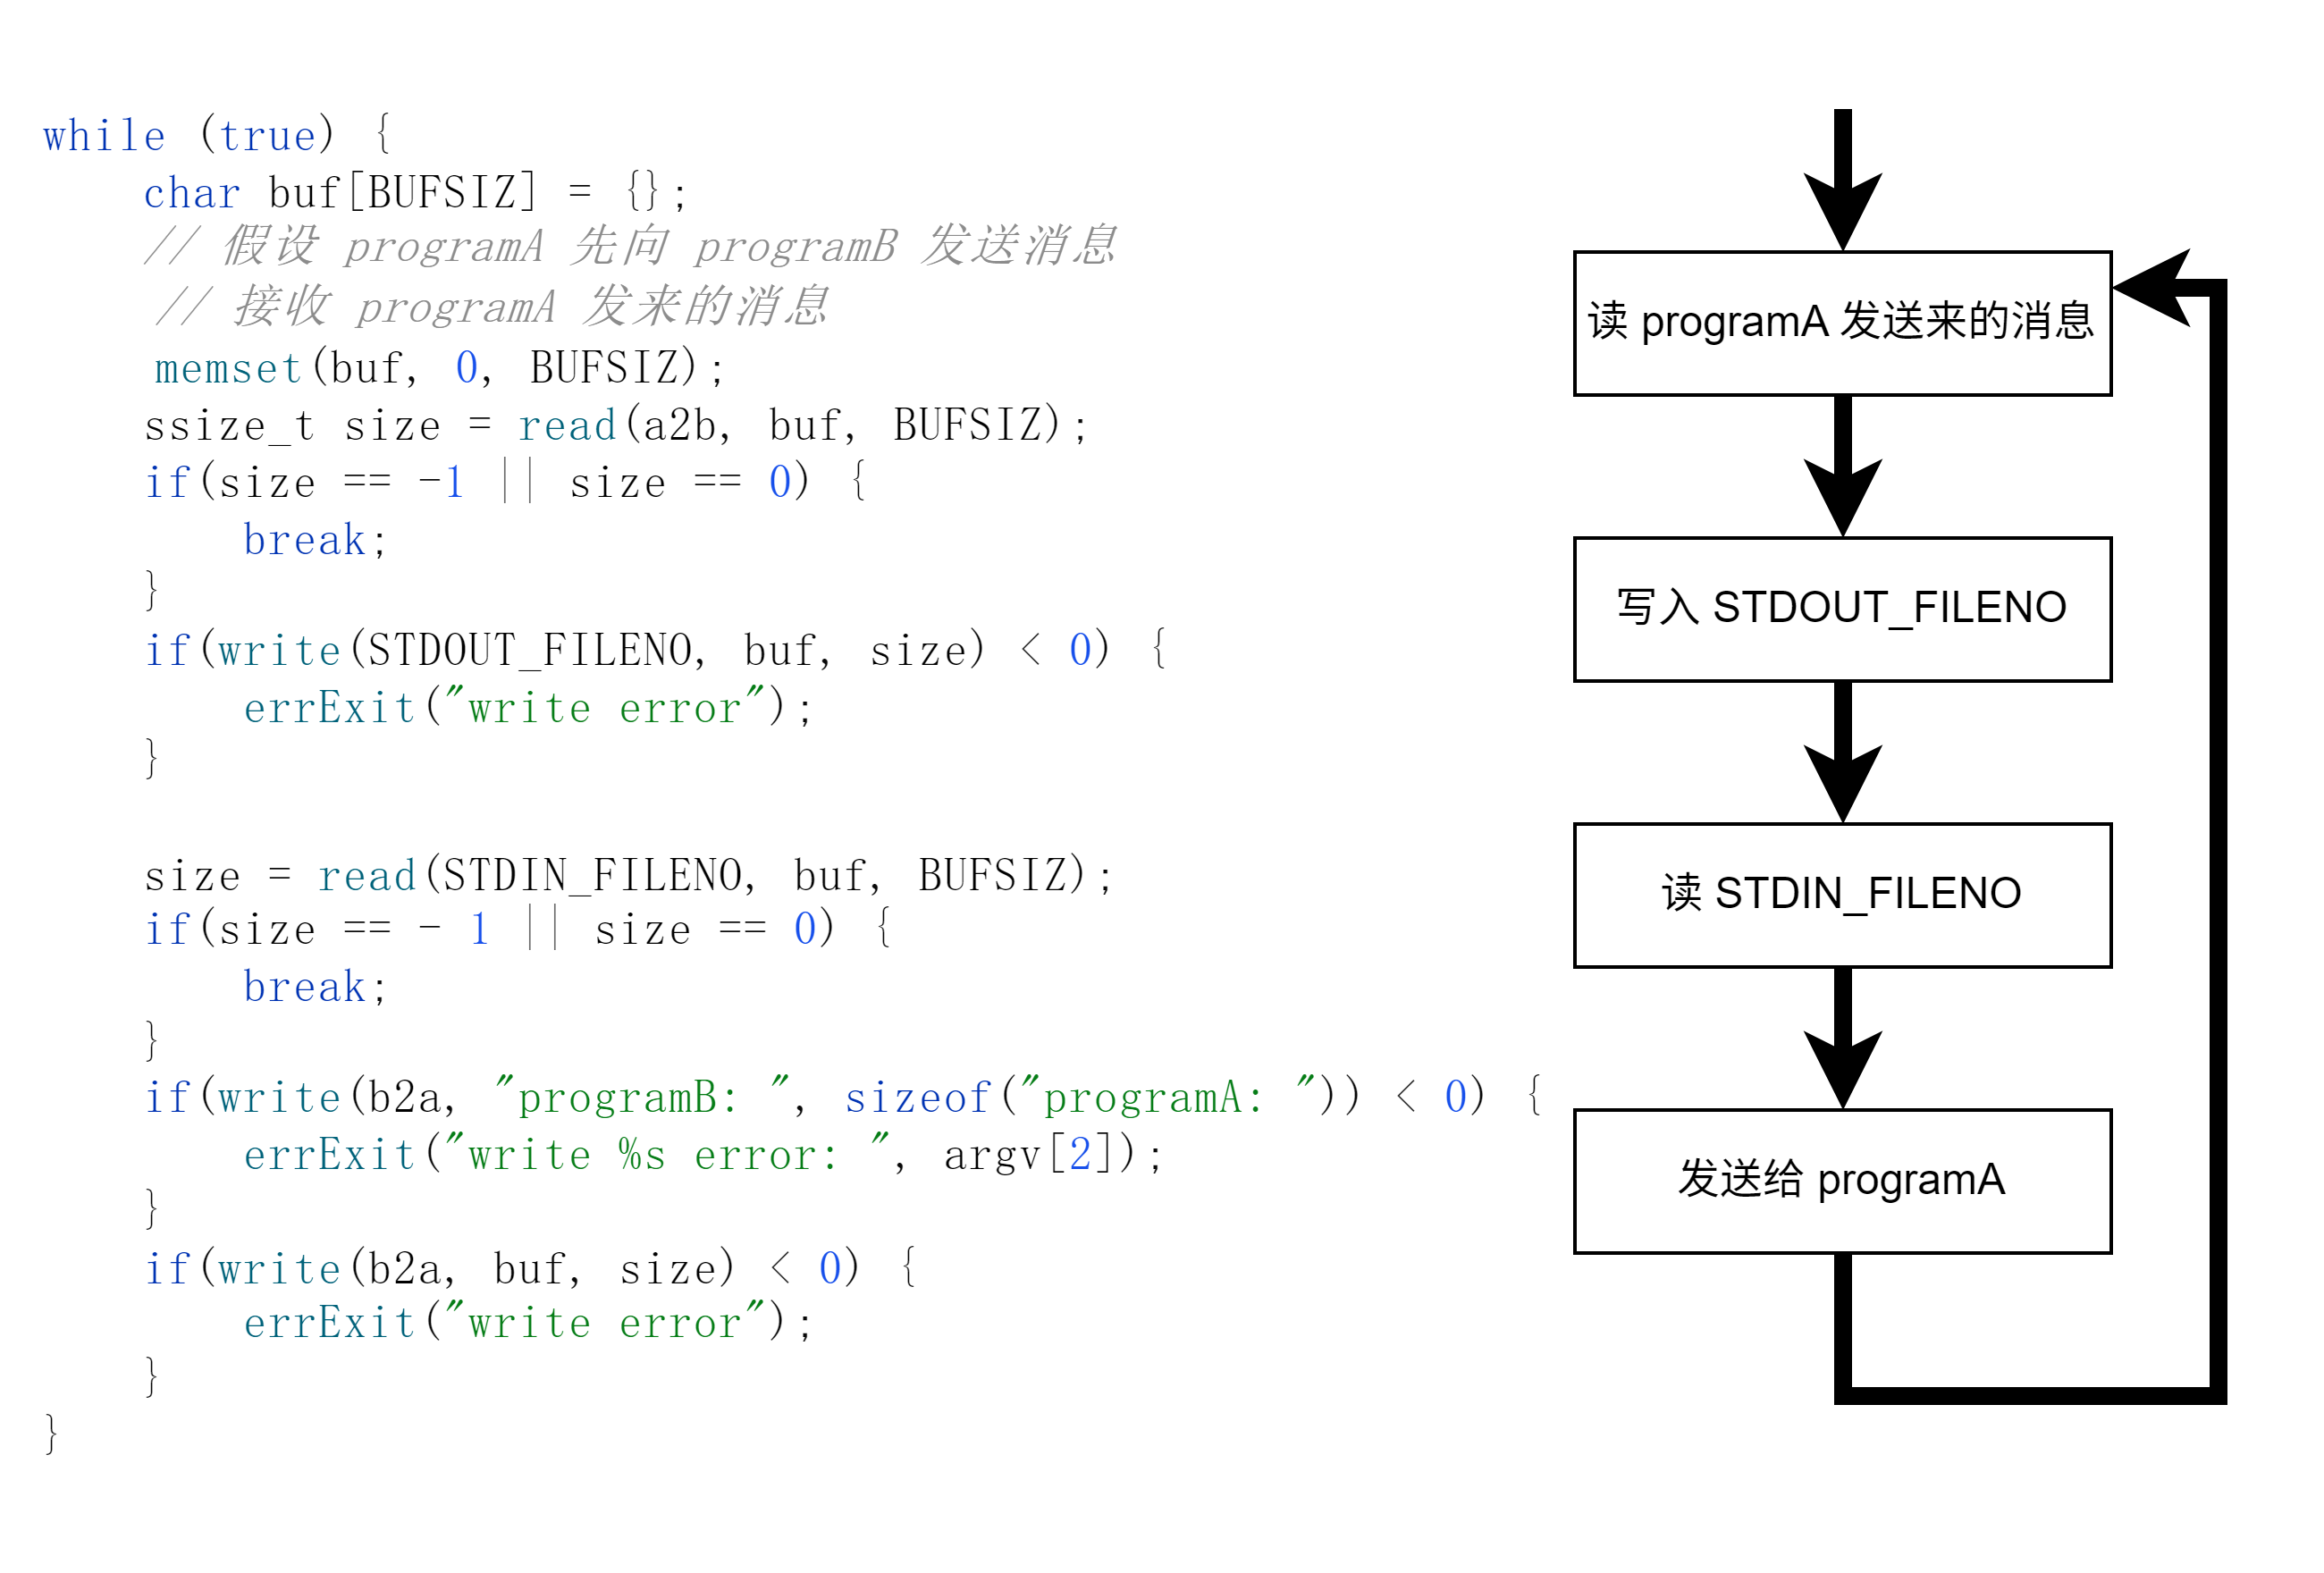 while (true) {
    char buf[BUFSIZ] = {};
    // 假设 programA 先向 programB 发送消息
    // 接收 programA 发来的消息
    memset(buf, 0, BUFSIZ);
    ssize_t size = read(a2b, buf, BUFSIZ);
    if(size == -1 || size == 0) {
        break;
    }
    if(write(STDOUT_FILENO, buf, size) < 0) {
        errExit("write error");
    }
    size = read(STDIN_FILENO, buf, BUFSIZ);
    if(size == - 1 || size == 0) {
        break;
    }
    if(write(b2a, "programB: ", sizeof("programA: ")) < 0) {
        errExit("write %s error: ", argv[2]);
    }
    if(write(b2a, buf, size) < 0) {
        errExit("write error");
    }
}
读 programA 发送来的消息
写入 STDOUT_FILENO
读 STDIN_FILENO
发送给 programA